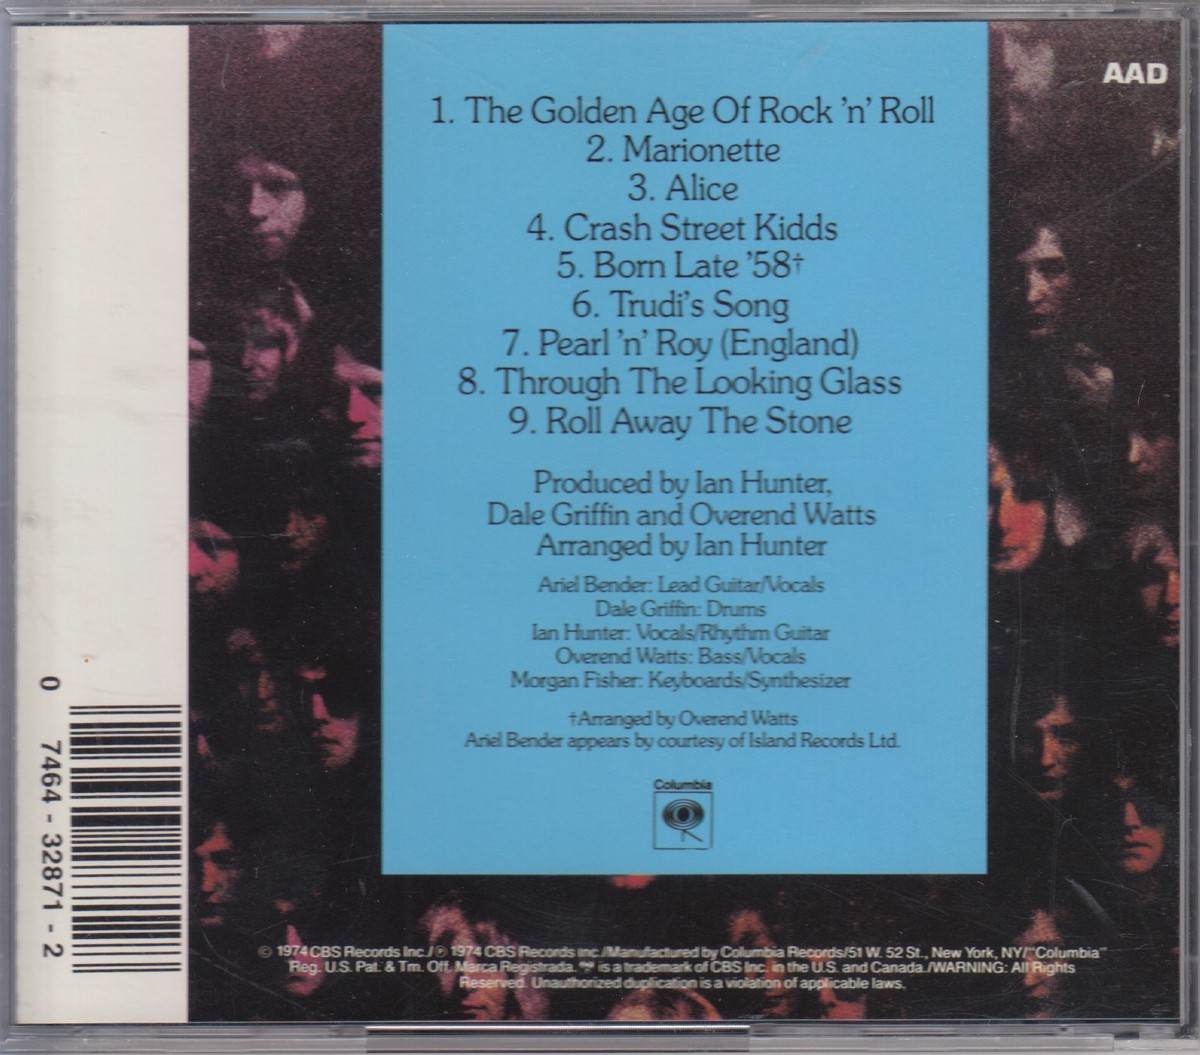 AAD
1. The Golden Age Of Rock 'n' Roll
2. Marionette
3. Alice
4. Crash Street Kidds
5. Born Late '58†
6. Trudi's Song
7. Pearl 'n' Roy (England)
8. Through The Looking Glass
9. Roll Away The Stone
Produced by Ian Hunter,
Dale Griffin and Overend Watts
Arranged by Ian Hunter
Ariel Bender: Lead Guitar/Vocals
Dale Griffin: Drums
Ian Hunter: Vocals/Rhythm Guitar
Overend Watts: Bass/Vocals
Morgan Fisher: Keyboards/Synthesizer
†Arranged by Overend Watts
Ariel Bender appears by courtesy of Island Records Ltd.
Columbia
© 1974 CBS Records Inc./℗ 1974 CBS Records Inc./Manufactured by Columbia Records/51 W. 52 St., New York, NY/"Columbia"
Reg. U.S. Pat. & Tm. Off. Marca Registrada. is a trademark of CBS Inc. in the U.S. and Canada./WARNING: All Rights
Reserved. Unauthorized duplication is a violation of applicable laws.
0 7464-32871-2